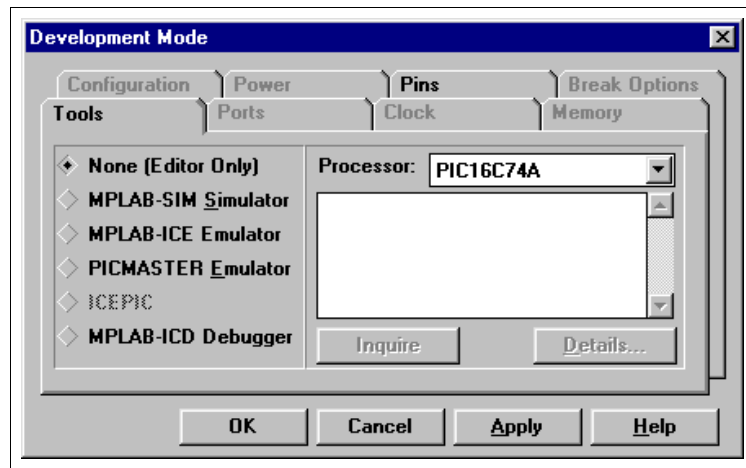 Development Mode
Configuration Power Pins Break Options
Tools Ports Clock Memory
None (Editor Only)
Processor: PIC16C74A
MPLAB-SIM Simulator
MPLAB-ICE Emulator
PICMASTER Emulator
ICEPIC
MPLAB-ICD Debugger
Inquire Details...
OK Cancel Apply Help